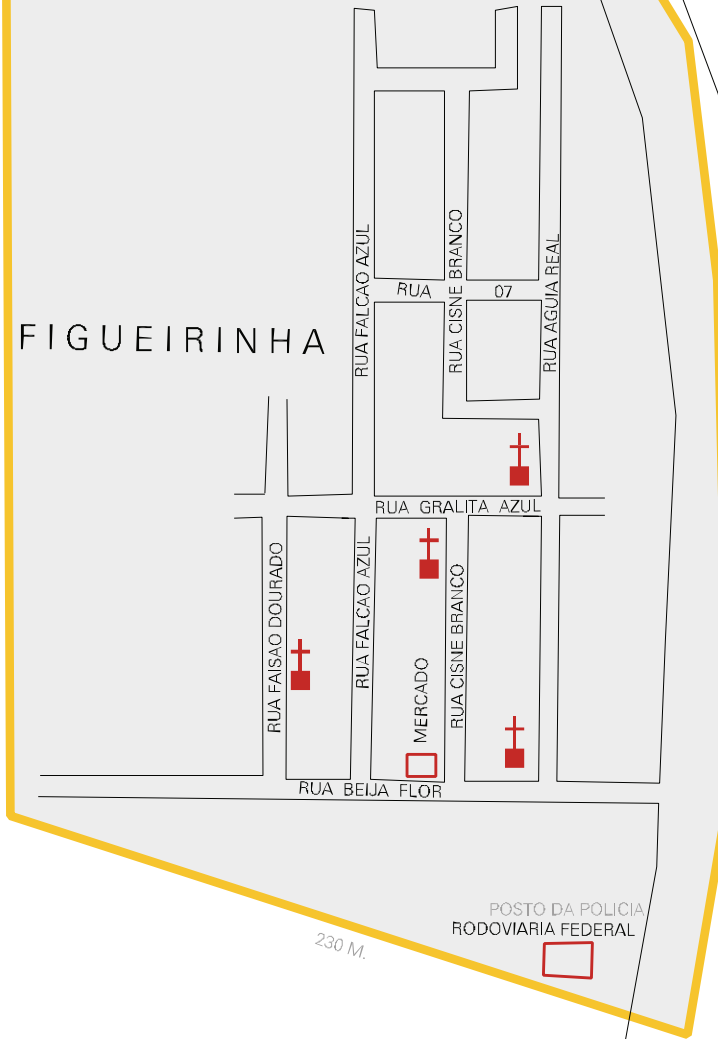 RUA FALCAO AZUL
RUA CISNE BRANCO
RUA AGUIA REAL
RUA 07
FIGUEIRINHA
RUA GRALITA AZUL
RUA FAISAO DOURADO
RUA FALCAO AZUL
RUA CISNE BRANCO
MERCADO
RUA BEIJA FLOR
POSTO DA POLICIA
RODOVIARIA FEDERAL
230 M.